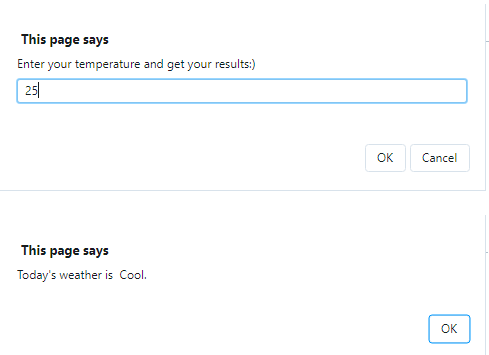 This page says
Enter your temperature and get your results:)
25
OK Cancel
This page says
Today's weather is  Cool.
OK